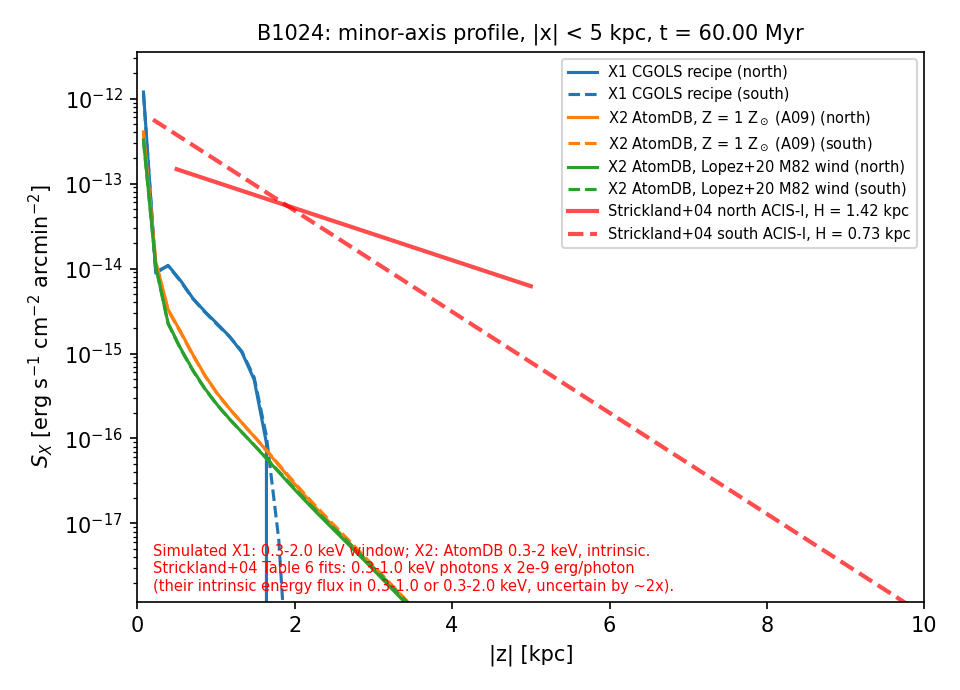 B1024: minor-axis profile, |x| < 5 kpc, t = 60.00 Myr
X1 CGOLS recipe (north)
X1 CGOLS recipe (south)
X2 AtomDB, Z = 1 Z⊙ (A09) (north)
X2 AtomDB, Z = 1 Z⊙ (A09) (south)
X2 AtomDB, Lopez+20 M82 wind (north)
X2 AtomDB, Lopez+20 M82 wind (south)
Strickland+04 north ACIS-I, H = 1.42 kpc
Strickland+04 south ACIS-I, H = 0.73 kpc
10⁻¹²
10⁻¹³
10⁻¹⁴
10⁻¹⁵
10⁻¹⁶
10⁻¹⁷
S_X [erg s⁻¹ cm⁻² arcmin⁻²]
Simulated X1: 0.3-2.0 keV window; X2: AtomDB 0.3-2 keV, intrinsic.
Strickland+04 Table 6 fits: 0.3-1.0 keV photons x 2e-9 erg/photon
(their intrinsic energy flux in 0.3-1.0 or 0.3-2.0 keV, uncertain by ~2x).
0 2 4 6 8 10
|z| [kpc]